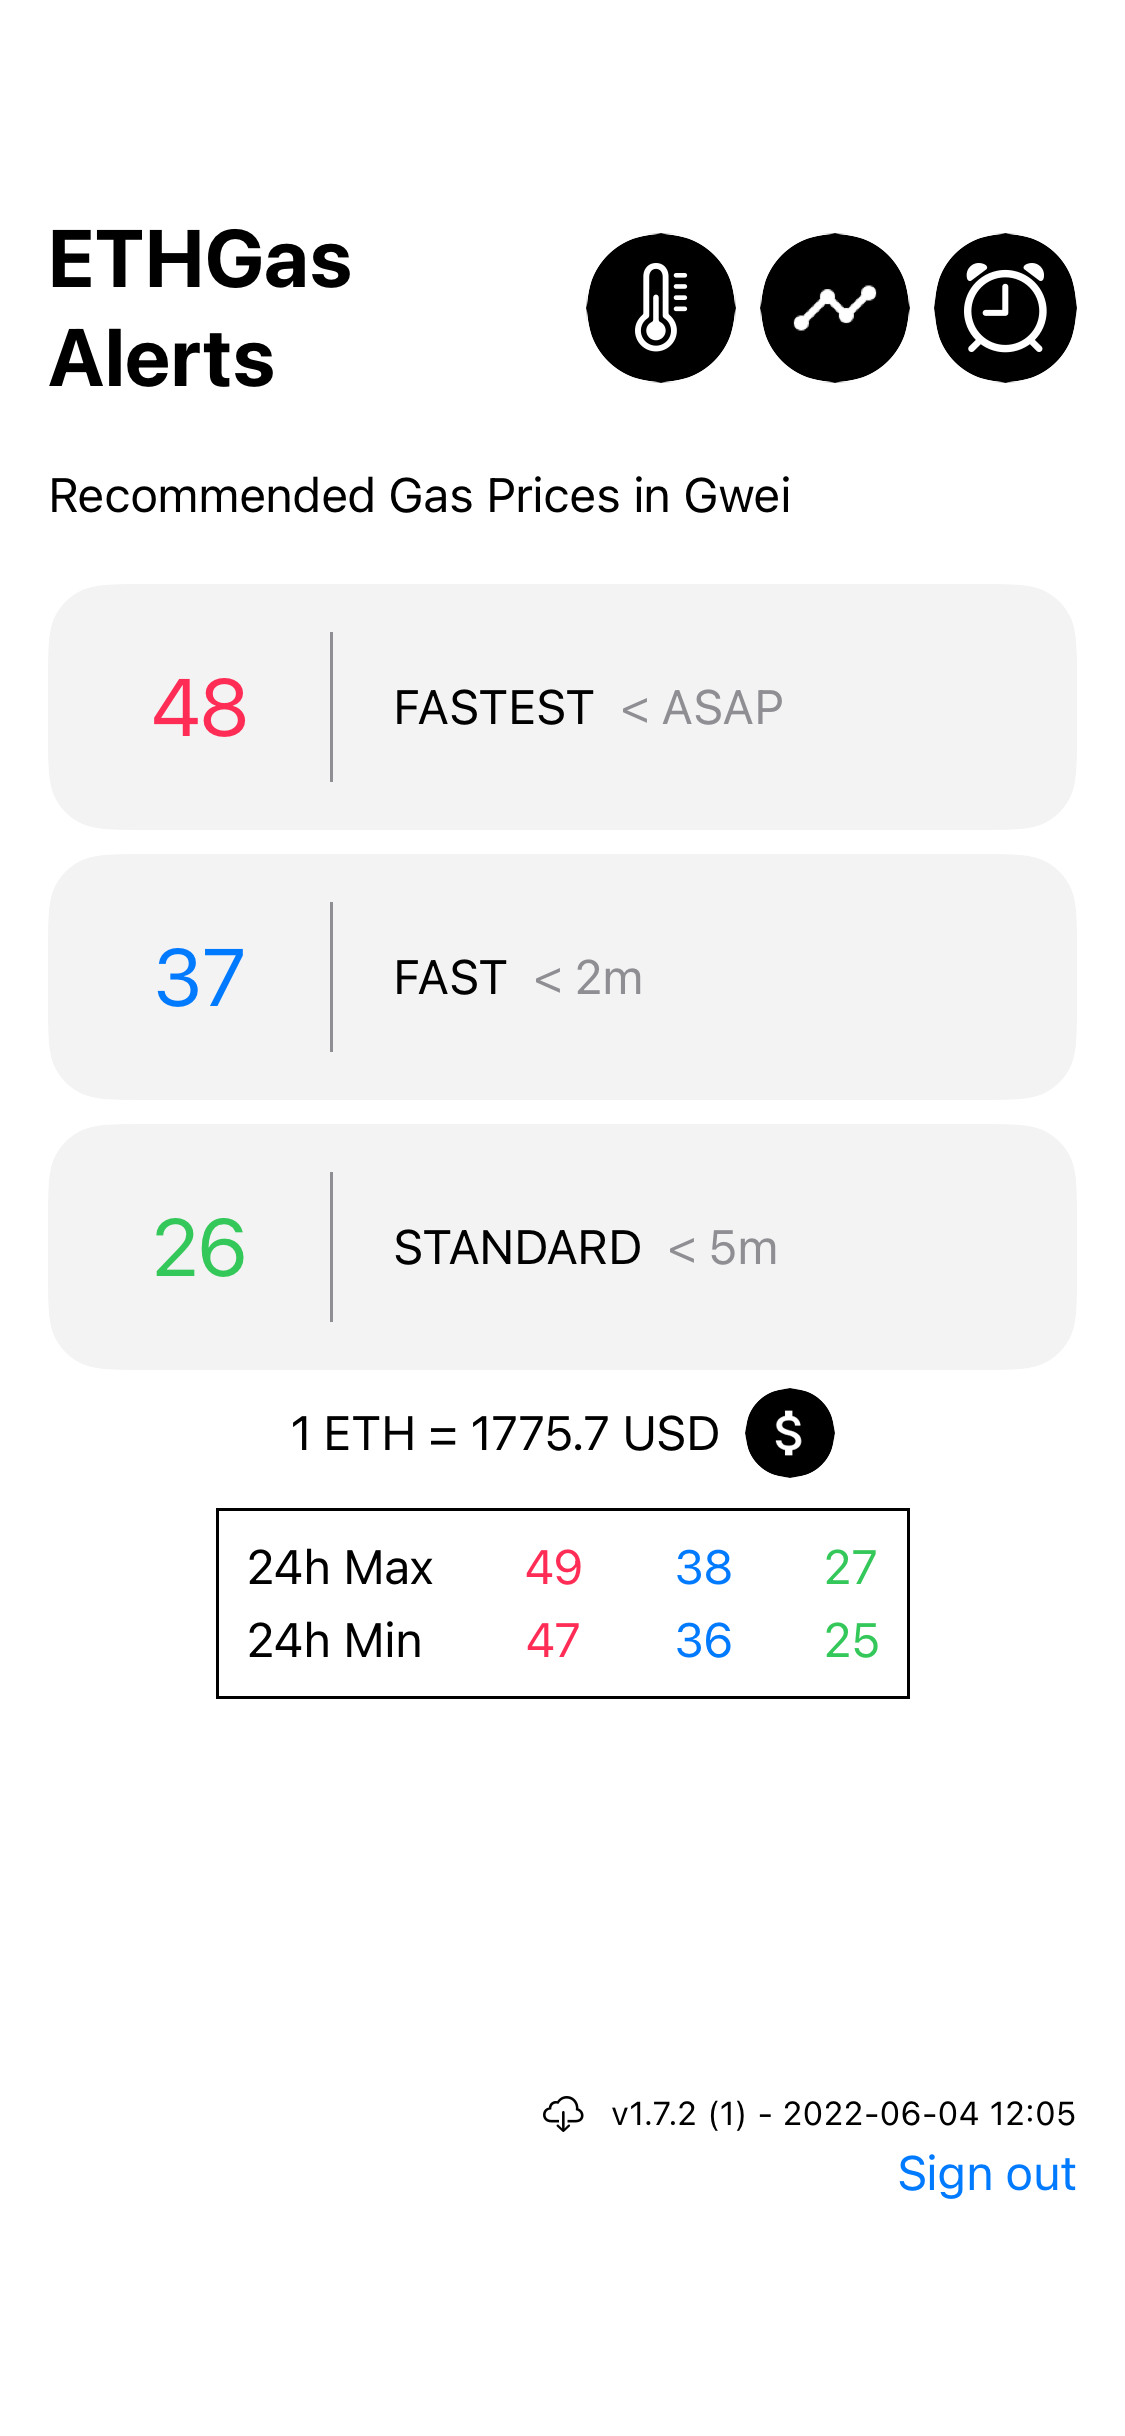 ETHGas
Alerts
Recommended Gas Prices in Gwei
48 FASTEST < ASAP
37 FAST < 2m
26 STANDARD < 5m
1 ETH = 1775.7 USD $
24h Max 49 38 27
24h Min 47 36 25
v1.7.2 (1) - 2022-06-04 12:05
Sign out